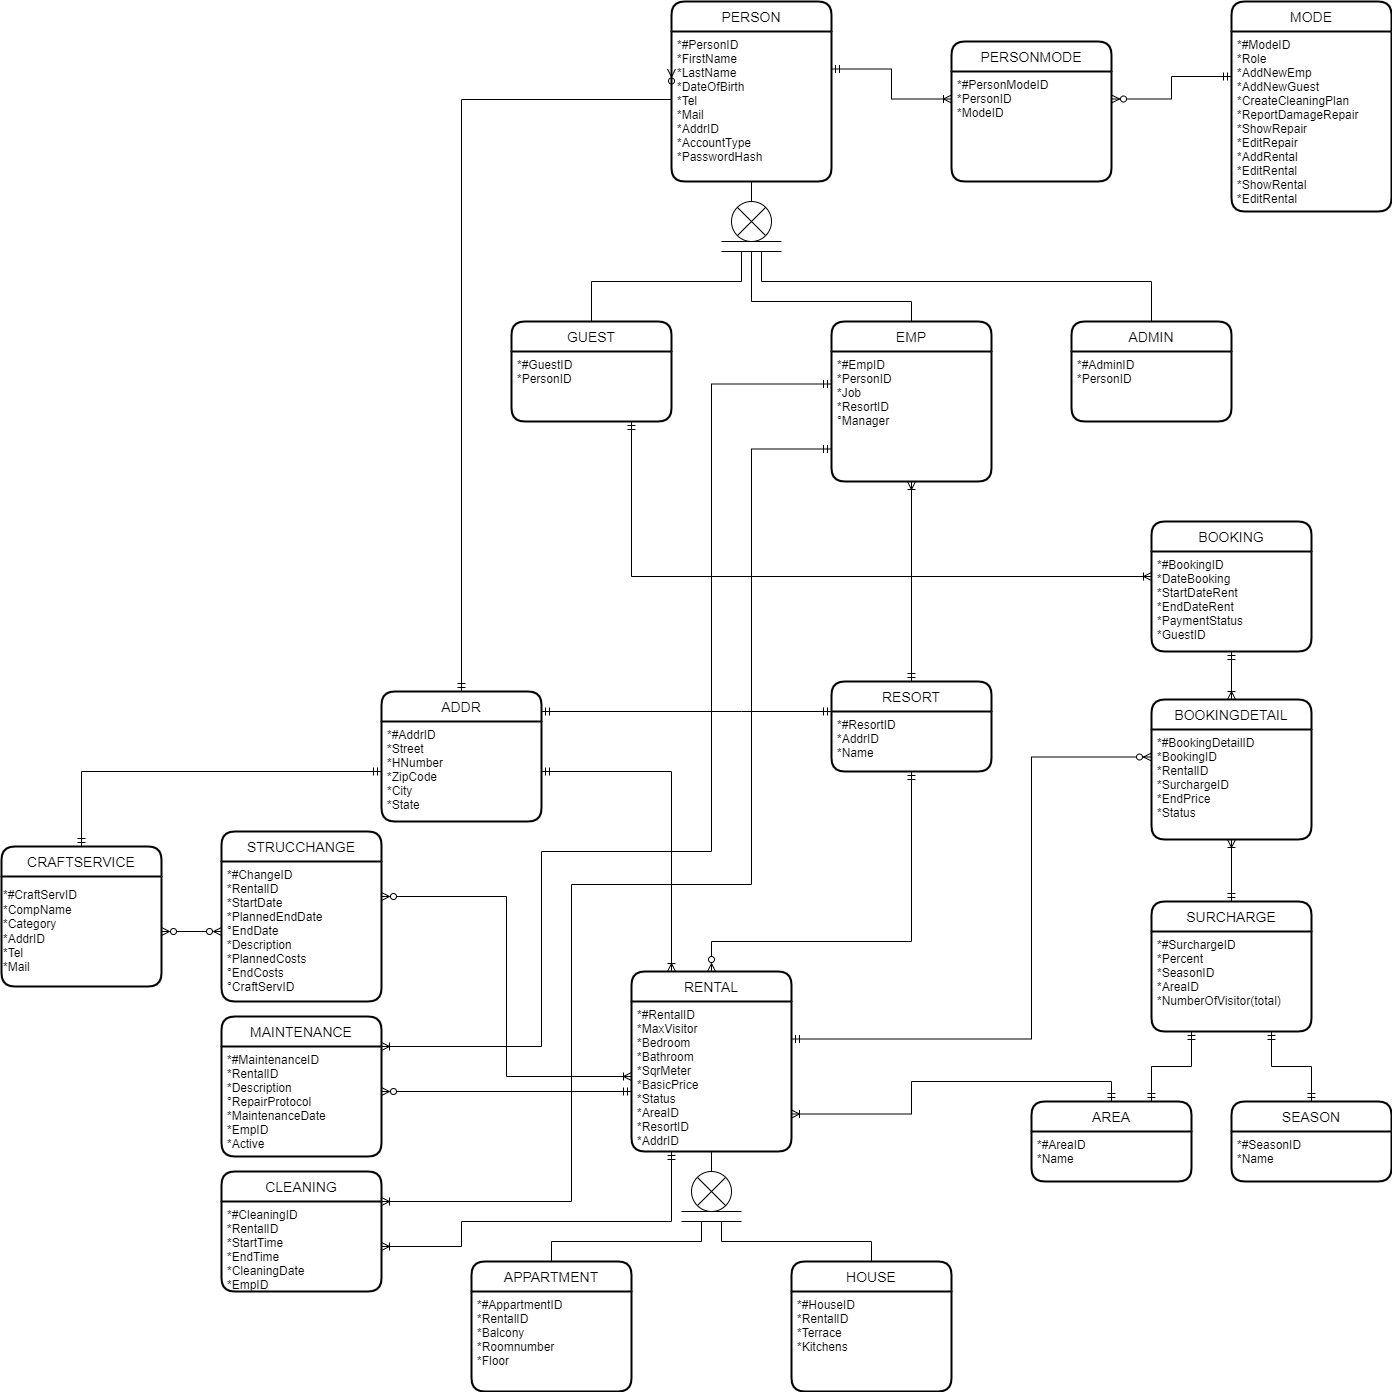 PERSON
*#PersonID
*FirstName
*LastName
*DateOfBirth
*Tel
*Mail
*AddrID
*AccountType
*PasswordHash
PERSONMODE
*#PersonModeID
*PersonID
*ModeID
MODE
*#ModeID
*Role
*AddNewEmp
*AddNewGuest
*CreateCleaningPlan
*ReportDamageRepair
*ShowRepair
*EditRepair
*AddRental
*EditRental
*ShowRental
*EditRental
GUEST
*#GuestID
*PersonID
EMP
*#EmpID
*PersonID
*Job
*ResortID
°Manager
ADMIN
*#AdminID
*PersonID
BOOKING
*#BookingID
*DateBooking
*StartDateRent
*EndDateRent
*PaymentStatus
*GuestID
ADDR
*#AddrID
*Street
*HNumber
*ZipCode
*City
*State
RESORT
*#ResortID
*AddrID
*Name
BOOKINGDETAIL
*#BookingDetailID
*BookingID
*RentalID
*SurchargeID
*EndPrice
*Status
CRAFTSERVICE
*#CraftServID
*CompName
*Category
*AddrID
*Tel
*Mail
STRUCCHANGE
*#ChangeID
*RentalID
*StartDate
*PlannedEndDate
°EndDate
*Description
*PlannedCosts
°EndCosts
°CraftServID
SURCHARGE
*#SurchargeID
*Percent
*SeasonID
*AreaID
*NumberOfVisitor(total)
RENTAL
*#RentalID
*MaxVisitor
*Bedroom
*Bathroom
*SqrMeter
*BasicPrice
*Status
*AreaID
*ResortID
*AddrID
MAINTENANCE
*#MaintenanceID
*RentalID
*Description
°RepairProtocol
*MaintenanceDate
*EmpID
*Active
AREA
*#AreaID
*Name
SEASON
*#SeasonID
*Name
CLEANING
*#CleaningID
*RentalID
*StartTime
*EndTime
*CleaningDate
*EmpID
APPARTMENT
*#AppartmentID
*RentalID
*Balcony
*Roomnumber
*Floor
HOUSE
*#HouseID
*RentalID
*Terrace
*Kitchens